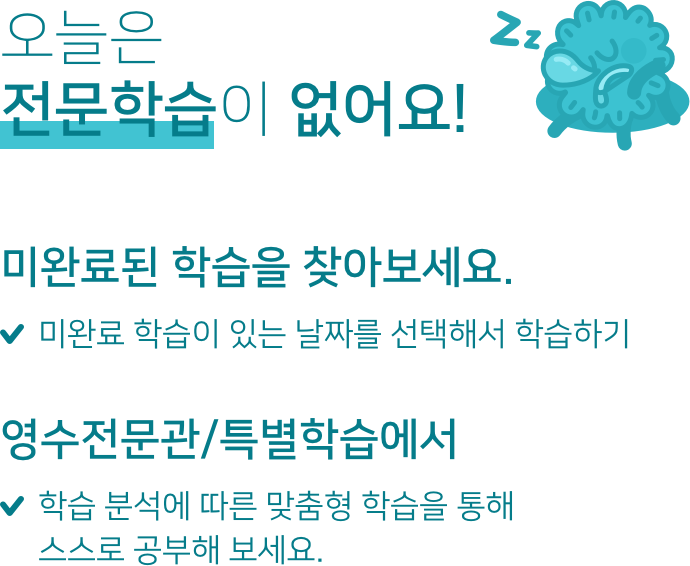 오늘은
zz
전문학습이 없어요!
미완료된 학습을 찾아보세요.
미완료 학습이 있는 날짜를 선택해서 학습하기
영수전문관/특별학습에서
학습 분석에 따른 맞춤형 학습을 통해
스스로 공부해 보세요.